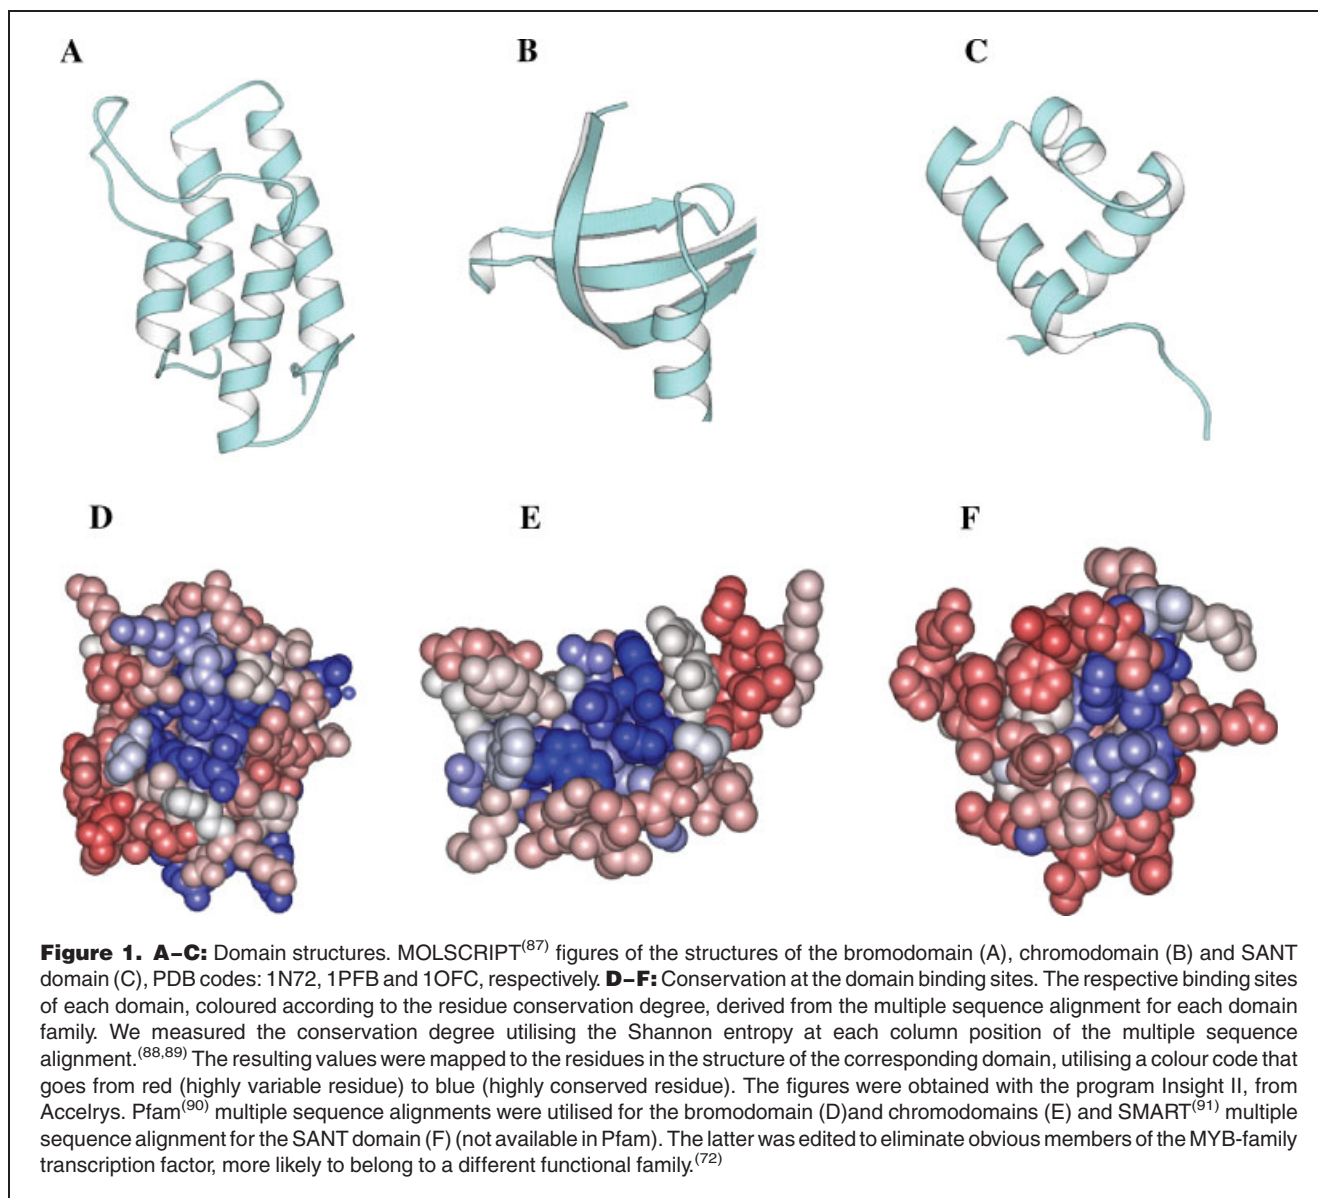 A
B
C
D
E
F
Figure 1. A–C: Domain structures. MOLSCRIPT(87) figures of the structures of the bromodomain (A), chromodomain (B) and SANT
domain (C), PDB codes: 1N72, 1PFB and 1OFC, respectively. D–F: Conservation at the domain binding sites. The respective binding sites
of each domain, coloured according to the residue conservation degree, derived from the multiple sequence alignment for each domain
family. We measured the conservation degree utilising the Shannon entropy at each column position of the multiple sequence
alignment.(88,89) The resulting values were mapped to the residues in the structure of the corresponding domain, utilising a colour code that
goes from red (highly variable residue) to blue (highly conserved residue). The figures were obtained with the program Insight II, from
Accelrys. Pfam(90) multiple sequence alignments were utilised for the bromodomain (D)and chromodomains (E) and SMART(91) multiple
sequence alignment for the SANT domain (F) (not available in Pfam). The latter was edited to eliminate obvious members of the MYB-family
transcription factor, more likely to belong to a different functional family.(72)